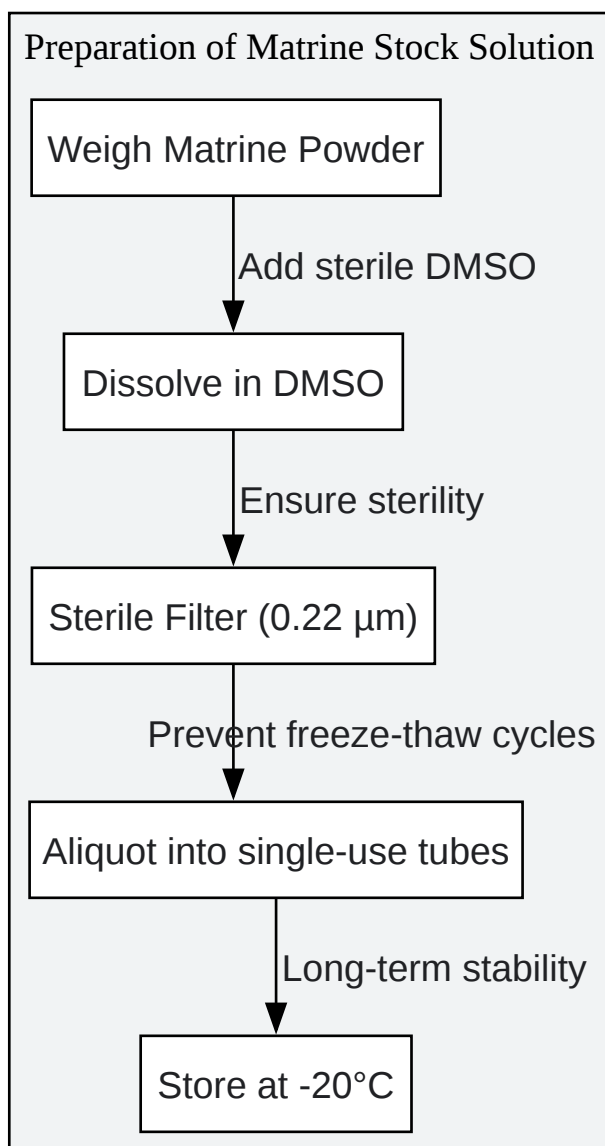 Preparation of Matrine Stock Solution
Weigh Matrine Powder
Add sterile DMSO
Dissolve in DMSO
Ensure sterility
Sterile Filter (0.22 µm)
Prevent freeze-thaw cycles
Aliquot into single-use tubes
Long-term stability
Store at -20°C